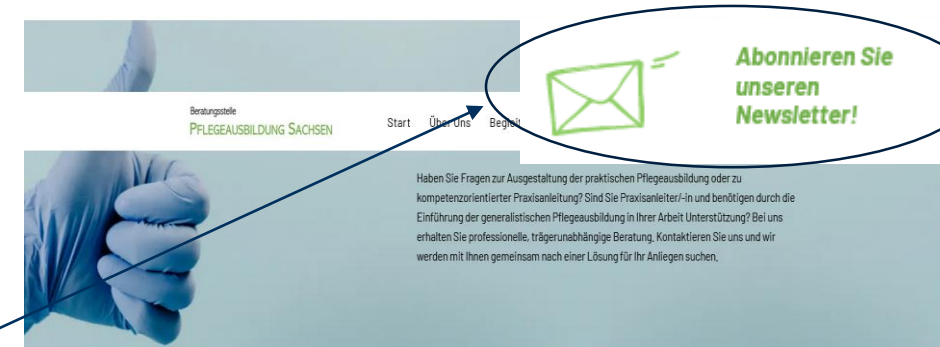 Abonnieren Sie
unseren
Newsletter!
Beratungsstelle
PFLEGEAUSBILDUNG SACHSEN
Start Über Uns Begleit
Haben Sie Fragen zur Ausgestaltung der praktischen Pflegeausbildung oder zu
kompetenzorientierter Praxisanleitung? Sind Sie Praxisanleiter/-in und benötigen durch die
Einführung der generalistischen Pflegeausbildung in Ihrer Arbeit Unterstützung? Bei uns
erhalten Sie professionelle, trägerunabhängige Beratung. Kontaktieren Sie uns und wir
werden mit Ihnen gemeinsam nach einer Lösung für Ihr Anliegen suchen.